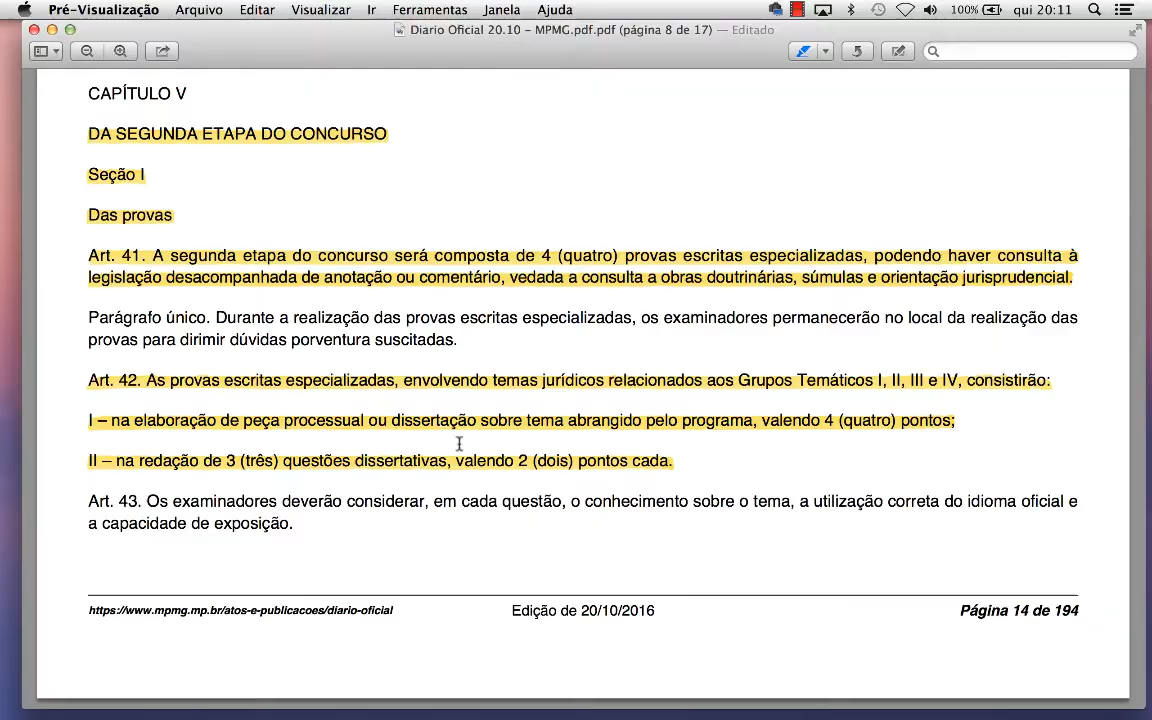 Pré-Visualização Arquivo Editar Visualizar Ir Ferramentas Janela Ajuda 100% qui 20:11
Diario Oficial 20.10 – MPMG.pdf.pdf (página 8 de 17) — Editado
CAPÍTULO V
DA SEGUNDA ETAPA DO CONCURSO
Seção I
Das provas
Art. 41. A segunda etapa do concurso será composta de 4 (quatro) provas escritas especializadas, podendo haver consulta à
legislação desacompanhada de anotação ou comentário, vedada a consulta a obras doutrinárias, súmulas e orientação jurisprudencial.
Parágrafo único. Durante a realização das provas escritas especializadas, os examinadores permanecerão no local da realização das
provas para dirimir dúvidas porventura suscitadas.
Art. 42. As provas escritas especializadas, envolvendo temas jurídicos relacionados aos Grupos Temáticos I, II, III e IV, consistirão:
I – na elaboração de peça processual ou dissertação sobre tema abrangido pelo programa, valendo 4 (quatro) pontos;
II – na redação de 3 (três) questões dissertativas, valendo 2 (dois) pontos cada.
Art. 43. Os examinadores deverão considerar, em cada questão, o conhecimento sobre o tema, a utilização correta do idioma oficial e
a capacidade de exposição.
https://www.mpmg.mp.br/atos-e-publicacoes/diario-oficial Edição de 20/10/2016 Página 14 de 194